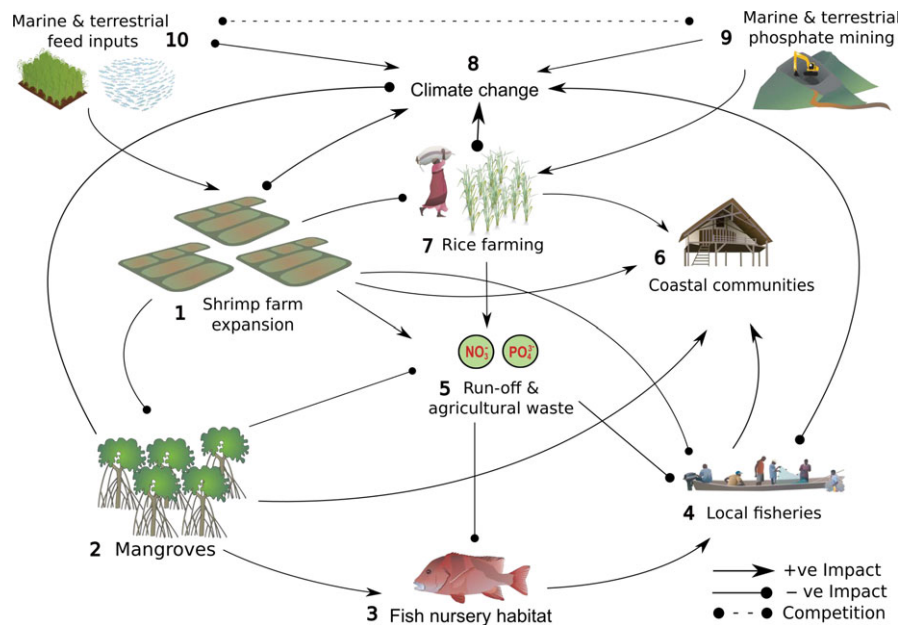 Marine & terrestrial
feed inputs 10
Marine & terrestrial
9 phosphate mining
8
Climate change
7 Rice farming
6
Coastal communities
1 Shrimp farm
expansion
NO₃⁻ PO₄³⁻
5 Run-off &
agricultural waste
2 Mangroves
4 Local fisheries
3 Fish nursery habitat
+ve Impact
– ve Impact
Competition